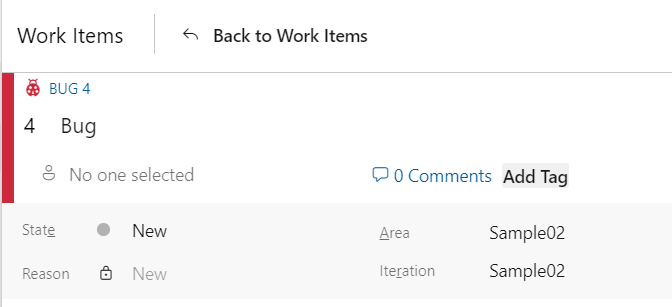 Work Items Back to Work Items
BUG 4
4 Bug
No one selected 0 Comments Add Tag
State New Area Sample02
Reason New Iteration Sample02